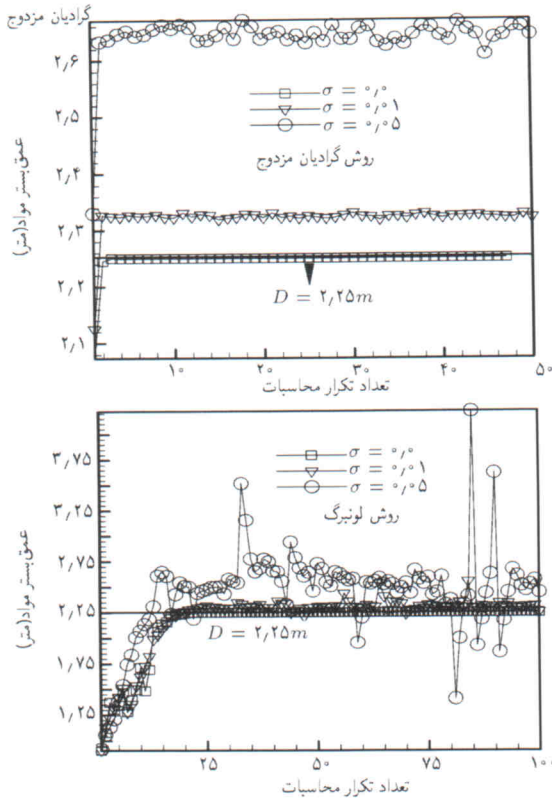 گرادیان مزدوج
۲٫۶
۲٫۵
۲٫۴
۲٫۳
۲٫۲
۲٫۱
عمق بستر مواد(متر)
σ = ۰٫۰
σ = ۰٫۰۱
σ = ۰٫۰۵
روش گرادیان مزدوج
D = ۲٫۲۵m
۱۰ ۲۰ ۳۰ ۴۰ ۵۰
تعداد تکرار محاسبات
۳٫۷۵
۳٫۲۵
۲٫۷۵
۲٫۲۵
۱٫۷۵
۱٫۲۵
عمق بستر مواد(متر)
σ = ۰٫۰
σ = ۰٫۰۱
σ = ۰٫۰۵
روش لونبرگ
D = ۲٫۲۵m
۲۵ ۵۰ ۷۵ ۱۰۰
تعداد تکرار محاسبات